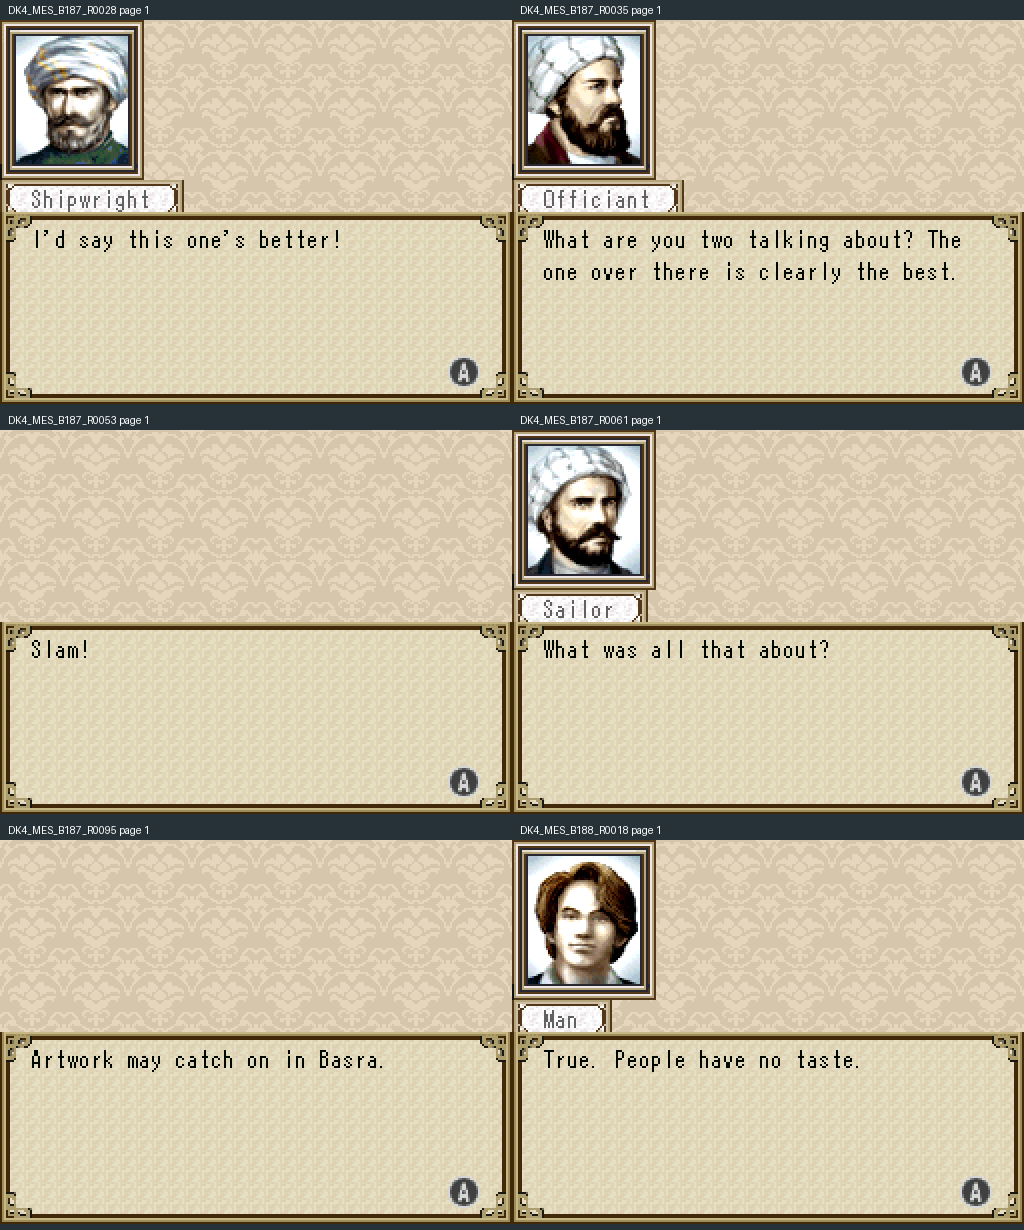 DK4_MES_B187_R0028 page 1
Shipwright
I'd say this one's better!
A
DK4_MES_B187_R0035 page 1
Officiant
What are you two talking about? The
one over there is clearly the best.
A
DK4_MES_B187_R0053 page 1
Slam!
A
DK4_MES_B187_R0061 page 1
Sailor
What was all that about?
A
DK4_MES_B187_R0095 page 1
Artwork may catch on in Basra.
A
DK4_MES_B188_R0018 page 1
Man
True. People have no taste.
A